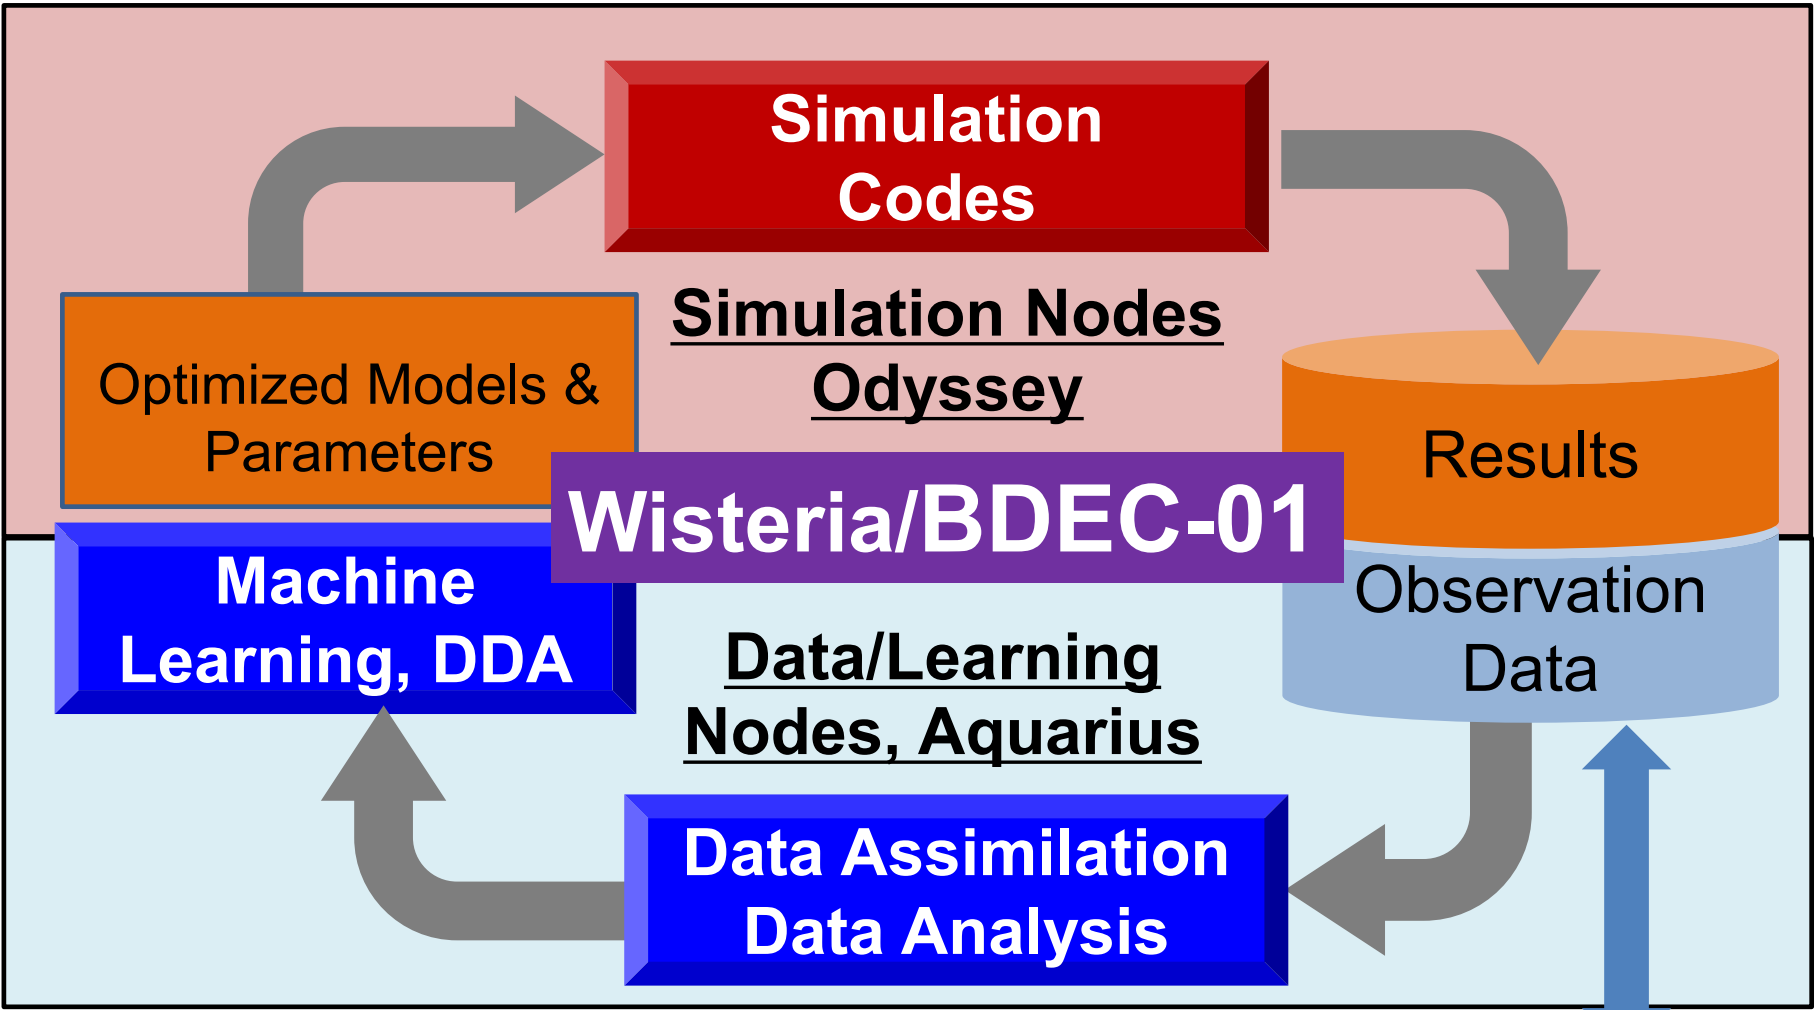 Simulation
Codes
Simulation Nodes
Odyssey
Optimized Models &
Parameters
Results
Wisteria/BDEC-01
Machine
Learning, DDA
Observation
Data
Data/Learning
Nodes, Aquarius
Data Assimilation
Data Analysis